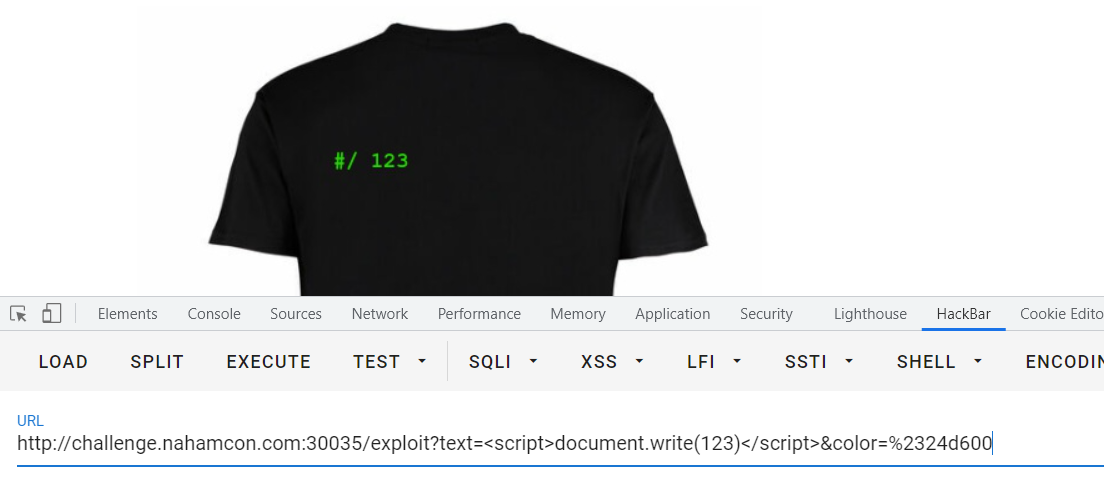 #/ 123
Elements Console Sources Network Performance Memory Application Security Lighthouse HackBar Cookie Edito
LOAD SPLIT EXECUTE TEST SQLI XSS LFI SSTI SHELL ENCODIN
URL
http://challenge.nahamcon.com:30035/exploit?text=<script>document.write(123)</script>&color=%2324d600